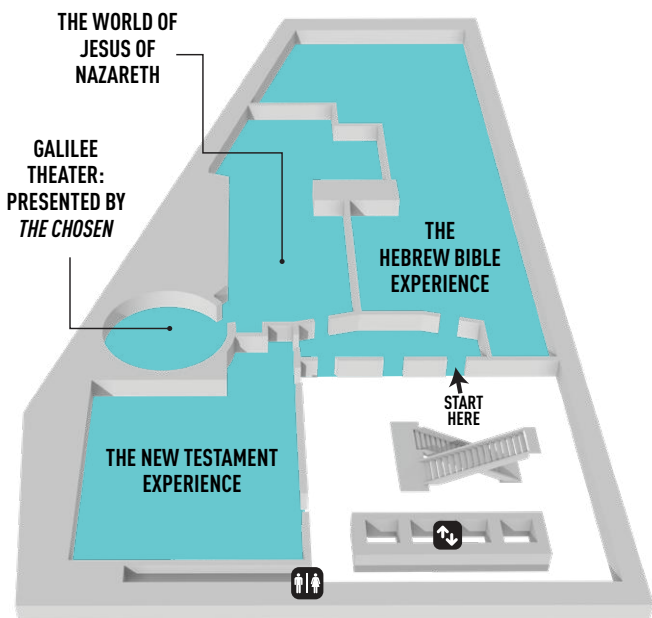 THE WORLD OF
JESUS OF
NAZARETH
GALILEE
THEATER:
PRESENTED BY
THE CHOSEN
THE
HEBREW BIBLE
EXPERIENCE
START
HERE
THE NEW TESTAMENT
EXPERIENCE